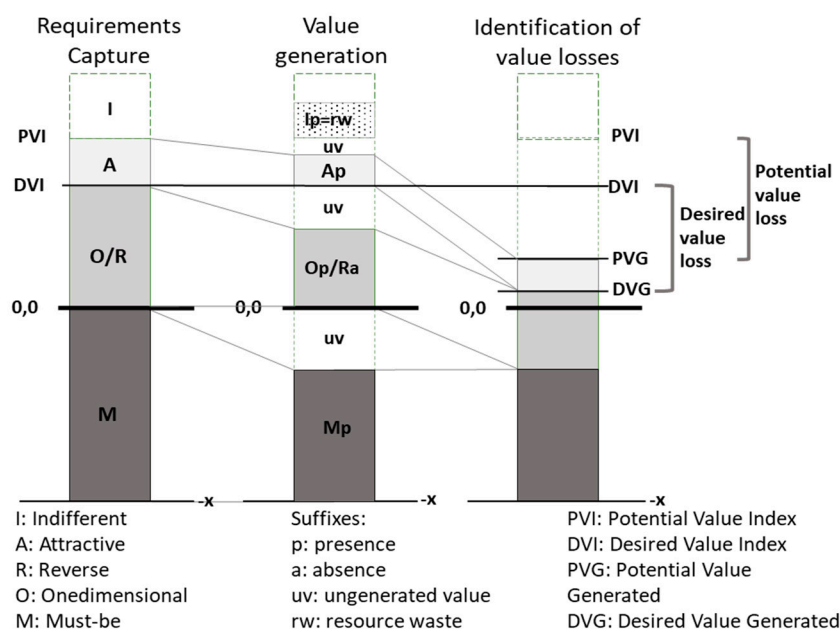 Requirements
Capture
Value
generation
Identification of
value losses
I
Ip=rw
PVI
uv
PVI
A
Ap
Potential
value
loss
DVI
DVI
uv
Desired
value
loss
O/R
Op/Ra
PVG
DVG
0,0
0,0
0,0
uv
M
Mp
-x
-x
-x
I: Indifferent
A: Attractive
R: Reverse
O: Onedimensional
M: Must-be
Suffixes:
p: presence
a: absence
uv: ungenerated value
rw: resource waste
PVI: Potential Value Index
DVI: Desired Value Index
PVG: Potential Value
Generated
DVG: Desired Value Generated